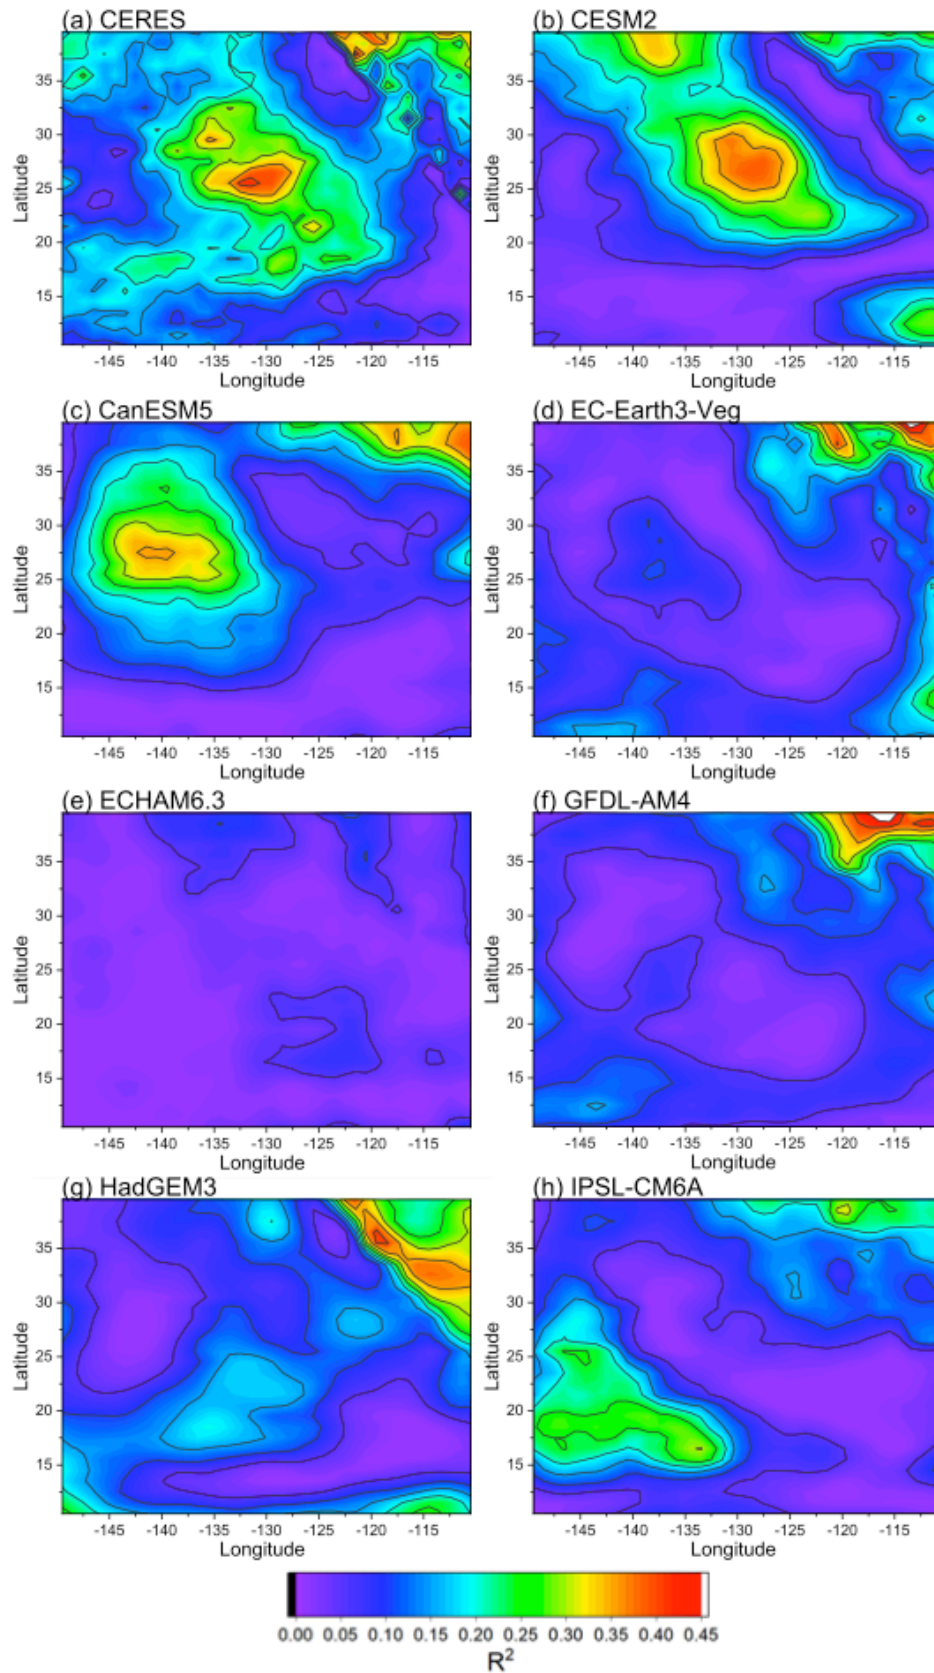 (a) CERES
(b) CESM2
35
30
25
20
15
Latitude
-145 -140 -135 -130 -125 -120 -115
Longitude
35
30
25
20
15
Latitude
-145 -140 -135 -130 -125 -120 -115
Longitude
(c) CanESM5
(d) EC-Earth3-Veg
35
30
25
20
15
Latitude
-145 -140 -135 -130 -125 -120 -115
Longitude
35
30
25
20
15
Latitude
-145 -140 -135 -130 -125 -120 -115
Longitude
(e) ECHAM6.3
(f) GFDL-AM4
35
30
25
20
15
Latitude
-145 -140 -135 -130 -125 -120 -115
Longitude
35
30
25
20
15
Latitude
-145 -140 -135 -130 -125 -120 -115
Longitude
(g) HadGEM3
(h) IPSL-CM6A
35
30
25
20
15
Latitude
-145 -140 -135 -130 -125 -120 -115
Longitude
35
30
25
20
15
Latitude
-145 -140 -135 -130 -125 -120 -115
Longitude
0.00 0.05 0.10 0.15 0.20 0.25 0.30 0.35 0.40 0.45
R²